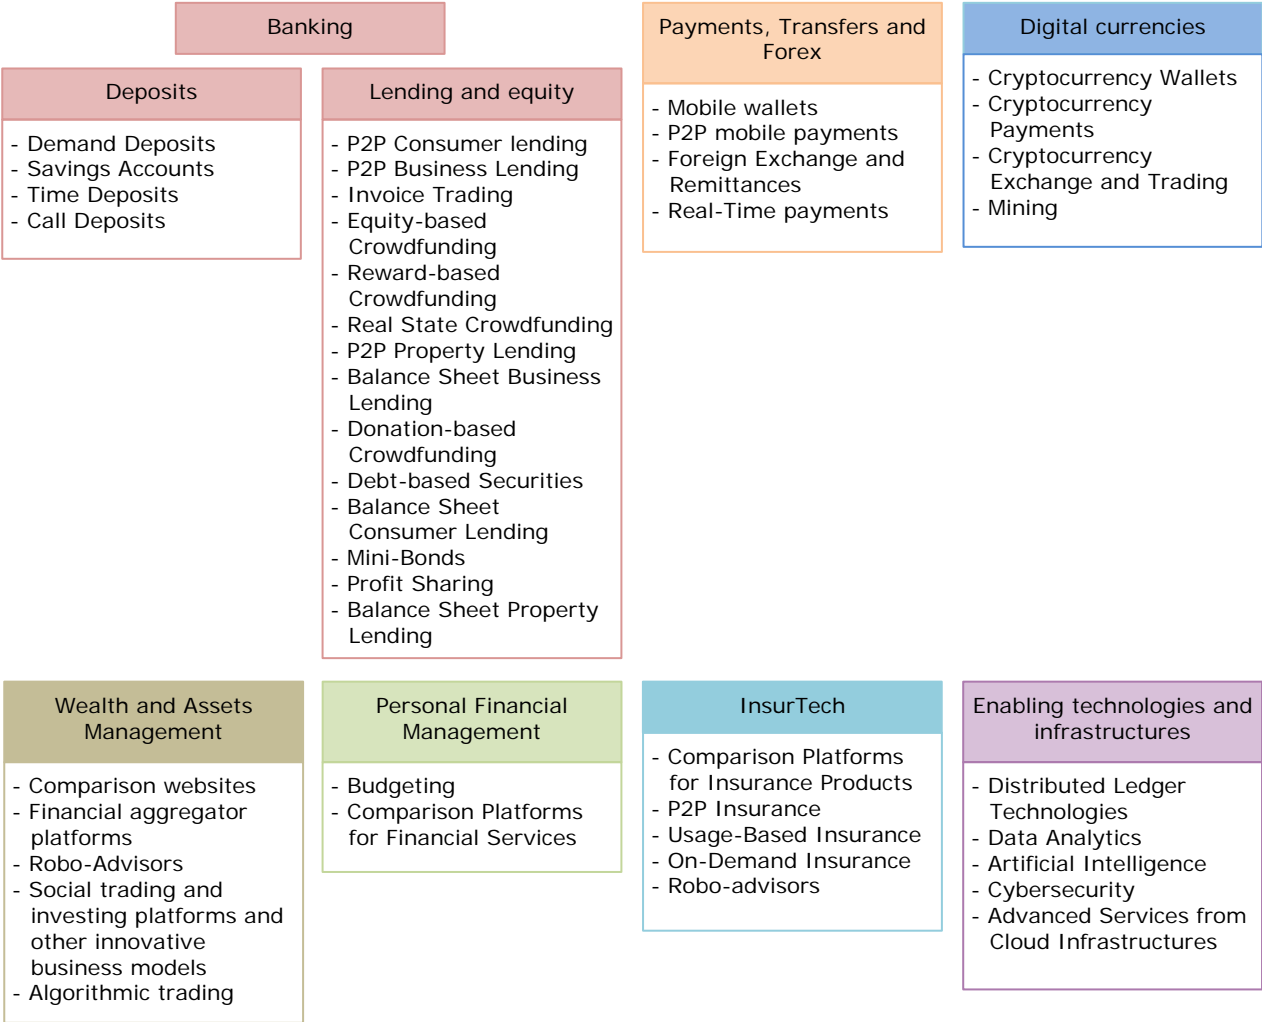 Banking
Deposits
- Demand Deposits
- Savings Accounts
- Time Deposits
- Call Deposits
Lending and equity
- P2P Consumer lending
- P2P Business Lending
- Invoice Trading
- Equity-based
Crowdfunding
- Reward-based
Crowdfunding
- Real State Crowdfunding
- P2P Property Lending
- Balance Sheet Business
Lending
- Donation-based
Crowdfunding
- Debt-based Securities
- Balance Sheet
Consumer Lending
- Mini-Bonds
- Profit Sharing
- Balance Sheet Property
Lending
Payments, Transfers and
Forex
- Mobile wallets
- P2P mobile payments
- Foreign Exchange and
Remittances
- Real-Time payments
Digital currencies
- Cryptocurrency Wallets
- Cryptocurrency
Payments
- Cryptocurrency
Exchange and Trading
- Mining
Wealth and Assets
Management
- Comparison websites
- Financial aggregator
platforms
- Robo-Advisors
- Social trading and
investing platforms and
other innovative
business models
- Algorithmic trading
Personal Financial
Management
- Budgeting
- Comparison Platforms
for Financial Services
InsurTech
- Comparison Platforms
for Insurance Products
- P2P Insurance
- Usage-Based Insurance
- On-Demand Insurance
- Robo-advisors
Enabling technologies and
infrastructures
- Distributed Ledger
Technologies
- Data Analytics
- Artificial Intelligence
- Cybersecurity
- Advanced Services from
Cloud Infrastructures